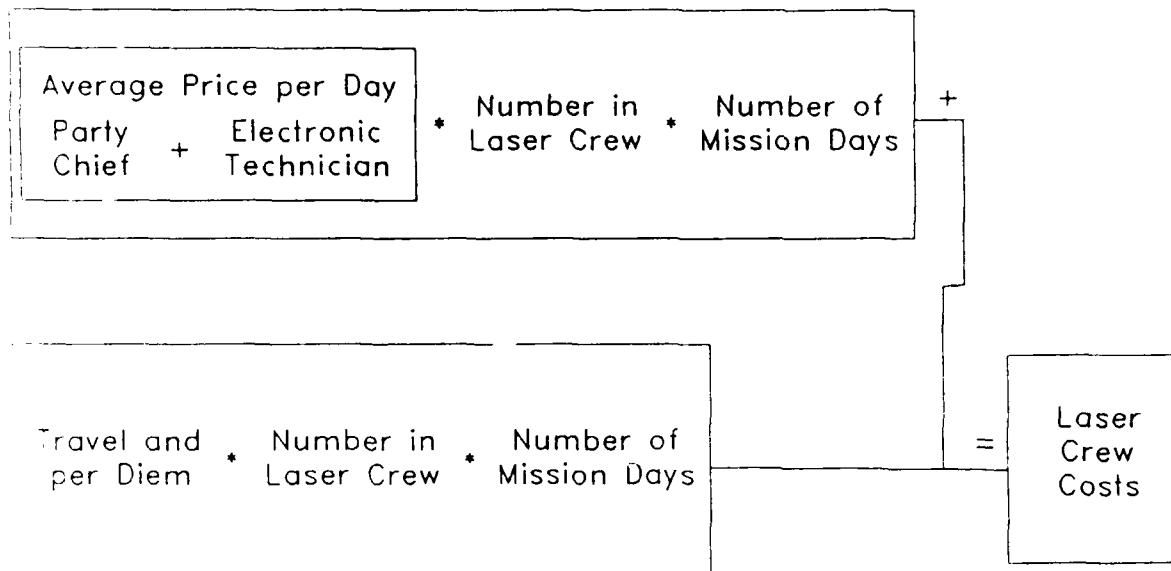 Average Price per Day
Party Chief + Electronic Technician
* Number in Laser Crew * Number of Mission Days +
Travel and per Diem * Number in Laser Crew * Number of Mission Days
= Laser Crew Costs